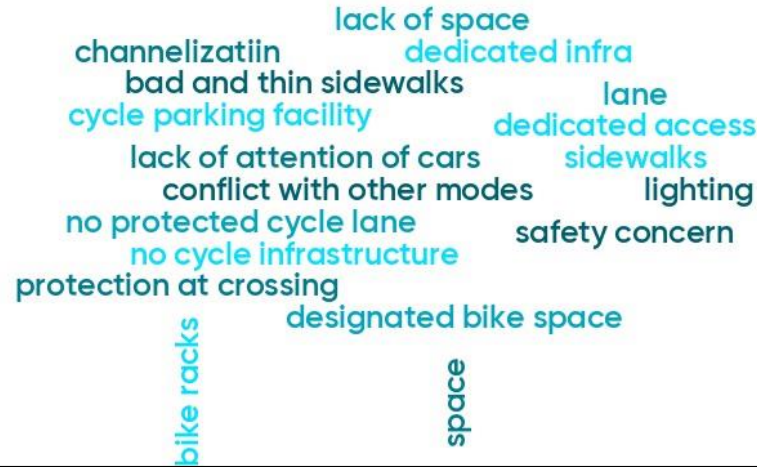 lack of space
channelizatiin
dedicated infra
bad and thin sidewalks
lane
cycle parking facility
dedicated access
lack of attention of cars
sidewalks
conflict with other modes
lighting
no protected cycle lane
safety concern
no cycle infrastructure
protection at crossing
designated bike space
bike racks
space